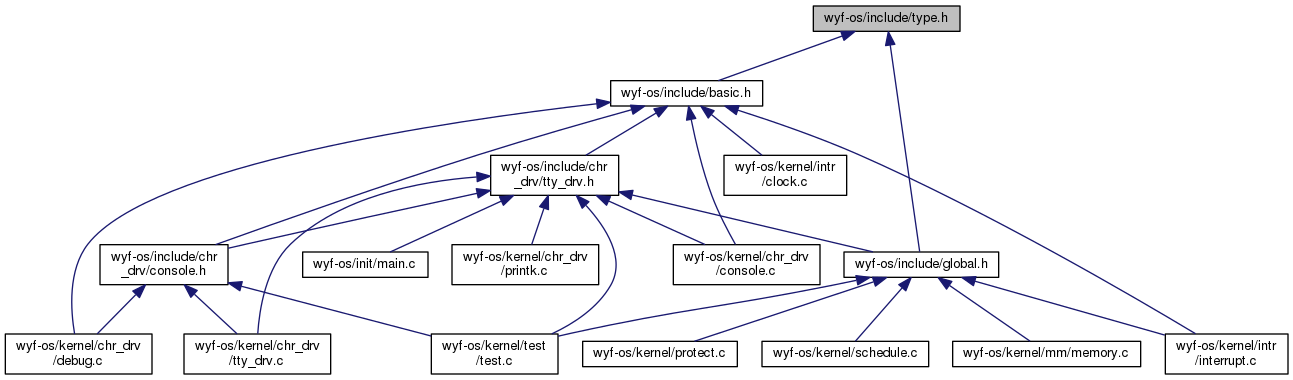 wyf-os/include/type.h
wyf-os/include/basic.h
wyf-os/include/chr
_drv/tty_drv.h
wyf-os/kernel/intr
/clock.c
wyf-os/include/chr
_drv/console.h
wyf-os/init/main.c
wyf-os/kernel/chr_drv
/printk.c
wyf-os/kernel/chr_drv
/console.c
wyf-os/include/global.h
wyf-os/kernel/chr_drv
/debug.c
wyf-os/kernel/chr_drv
/tty_drv.c
wyf-os/kernel/test
/test.c
wyf-os/kernel/protect.c
wyf-os/kernel/schedule.c
wyf-os/kernel/mm/memory.c
wyf-os/kernel/intr
/interrupt.c